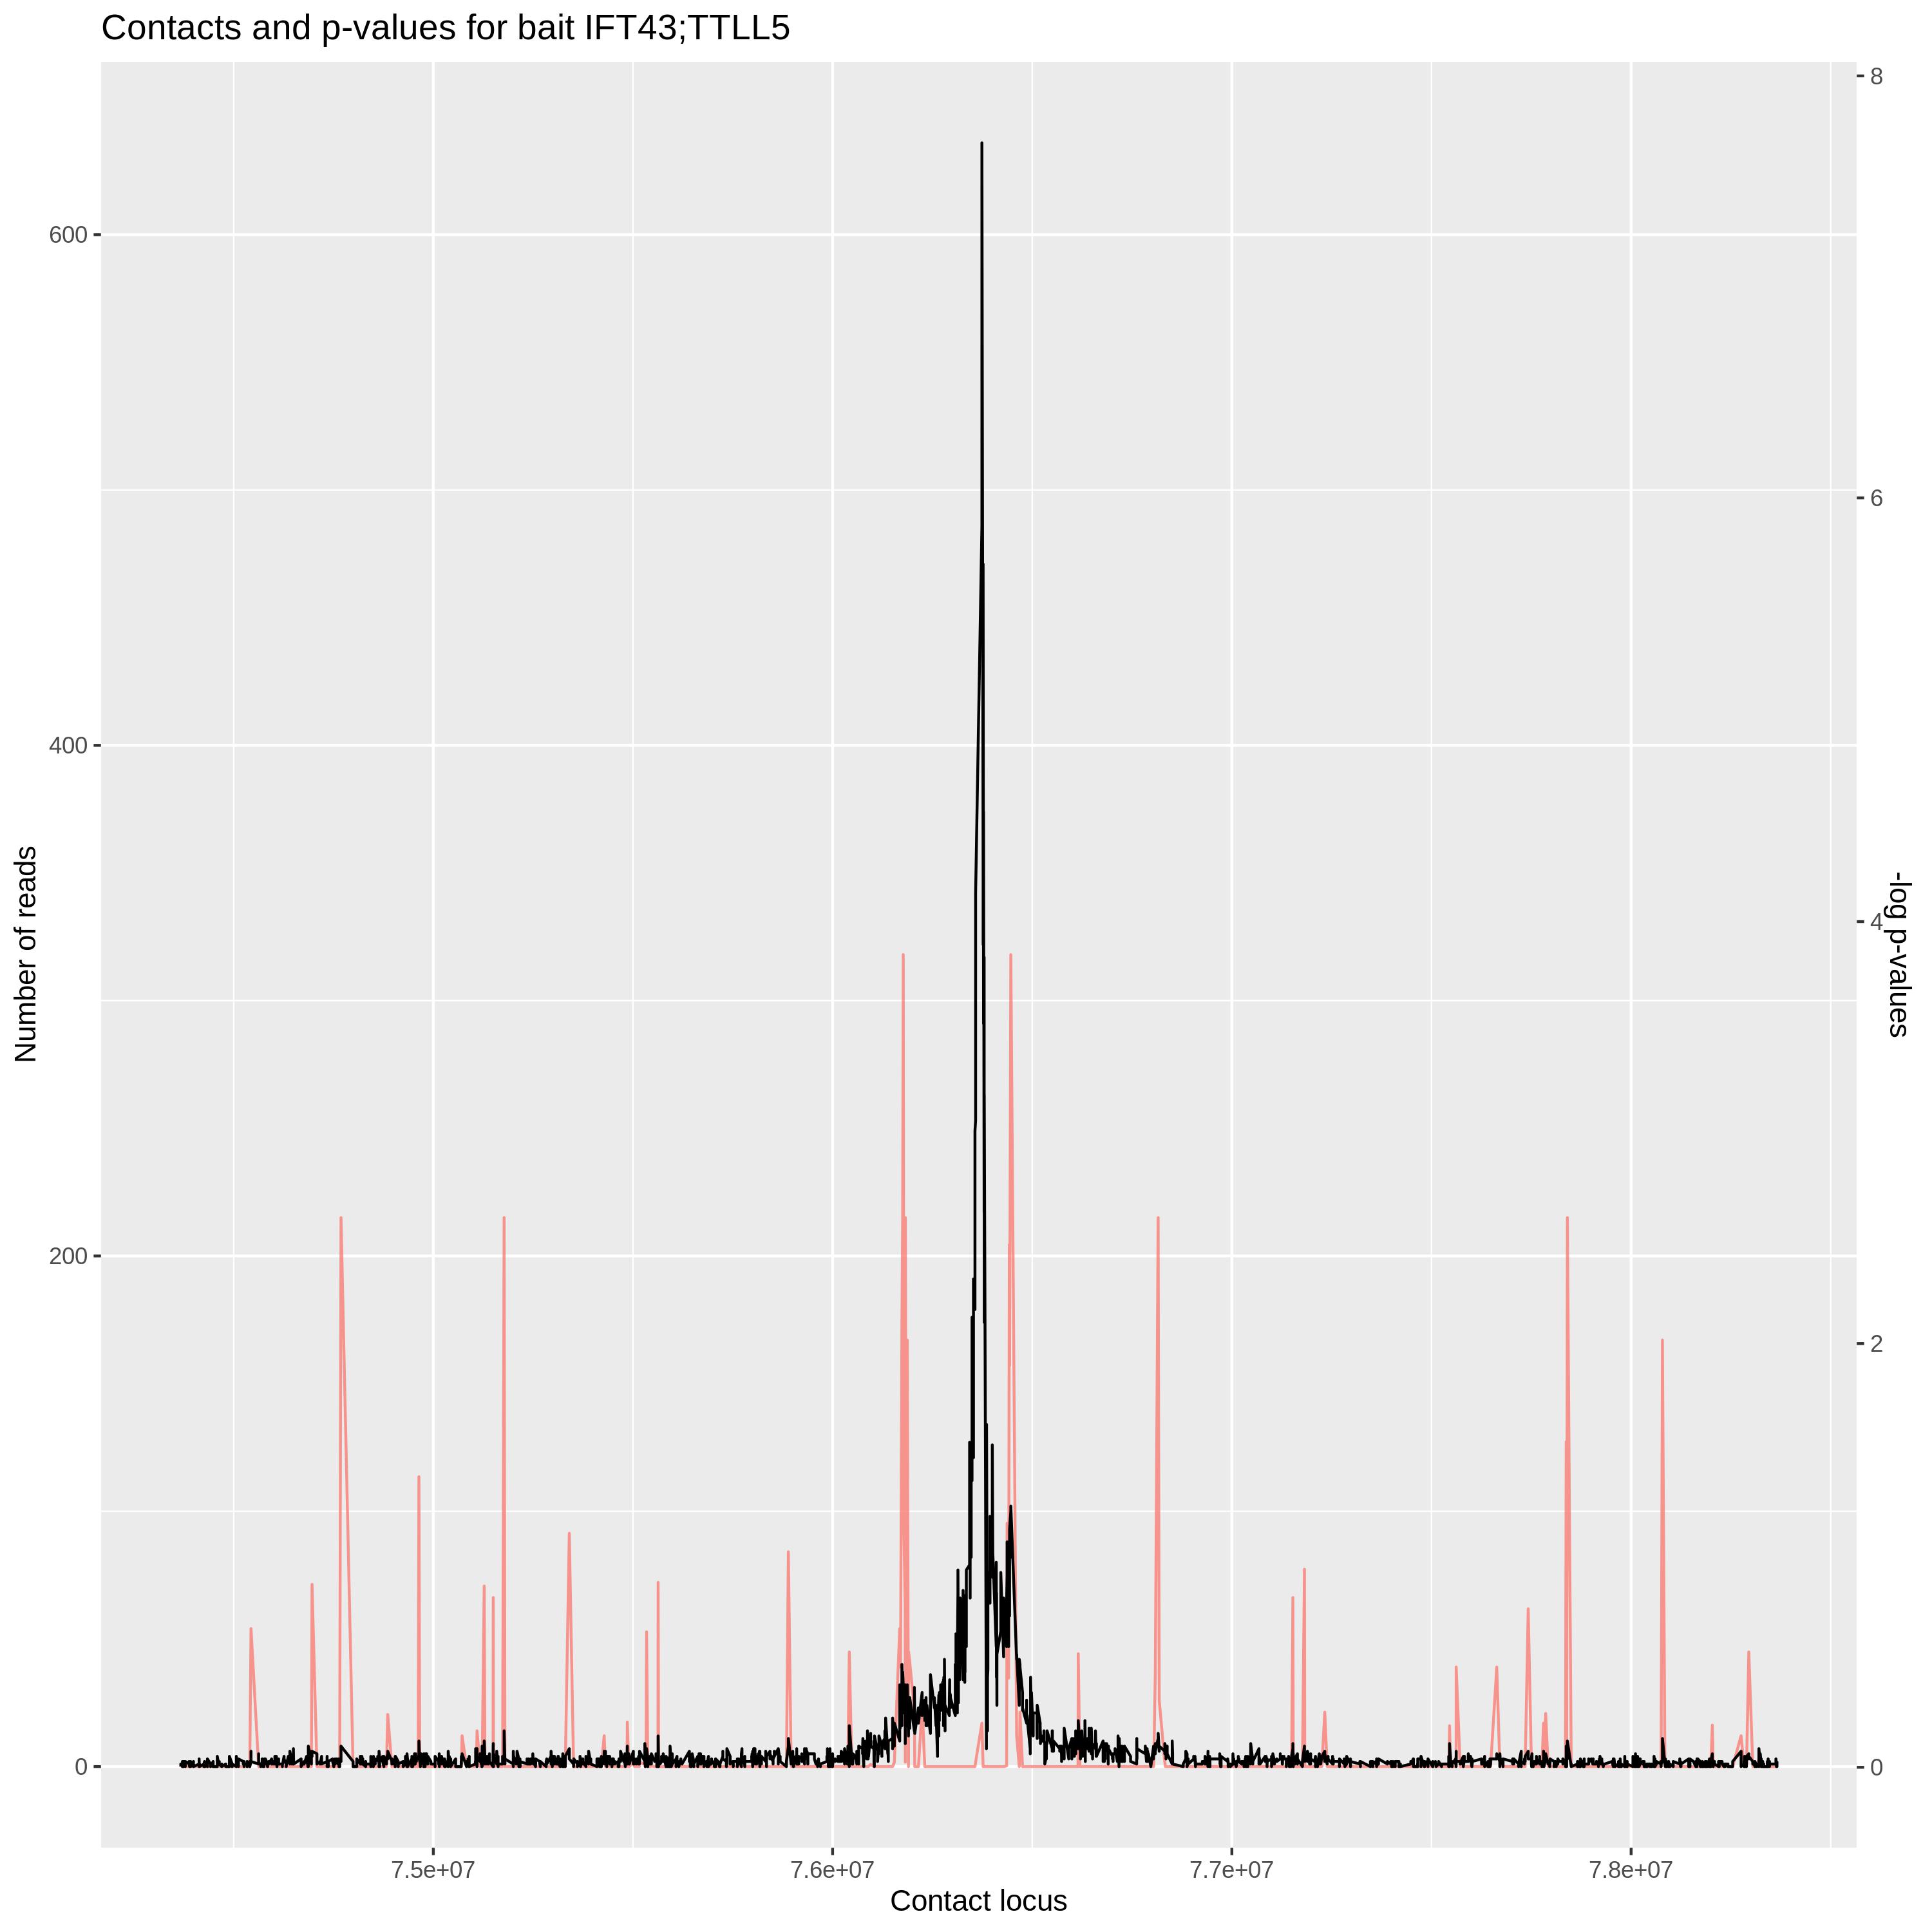 Contacts and p-values for bait IFT43;TTLL5
8
600
6
400
4
Number of reads
-log p-values
200
2
0
0
7.5e+07
7.6e+07
7.7e+07
7.8e+07
Contact locus